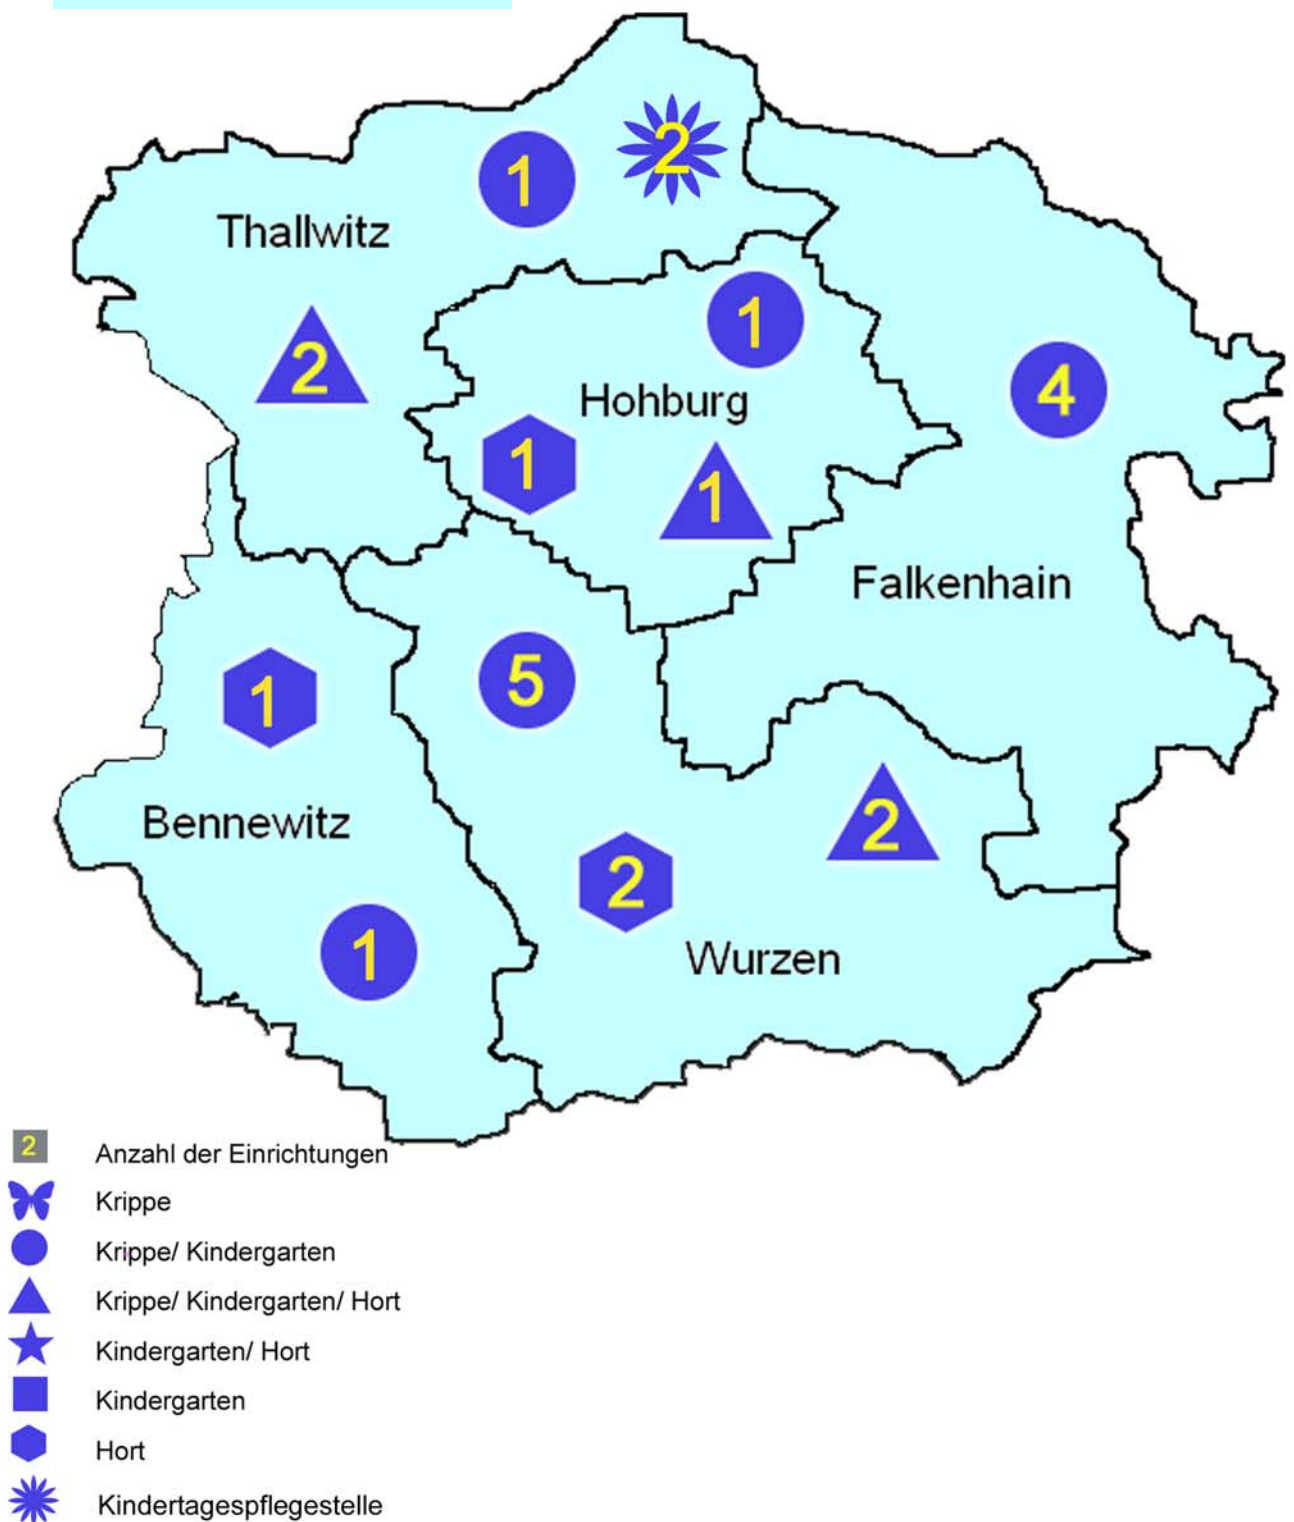 2
1
Thallwitz
1
2
Hohburg
4
1
1
Falkenhain
5
1
Bennewitz
2
2
1
Wurzen
2 Anzahl der Einrichtungen
Krippe
Krippe/ Kindergarten
Krippe/ Kindergarten/ Hort
Kindergarten/ Hort
Kindergarten
Hort
Kindertagespflegestelle